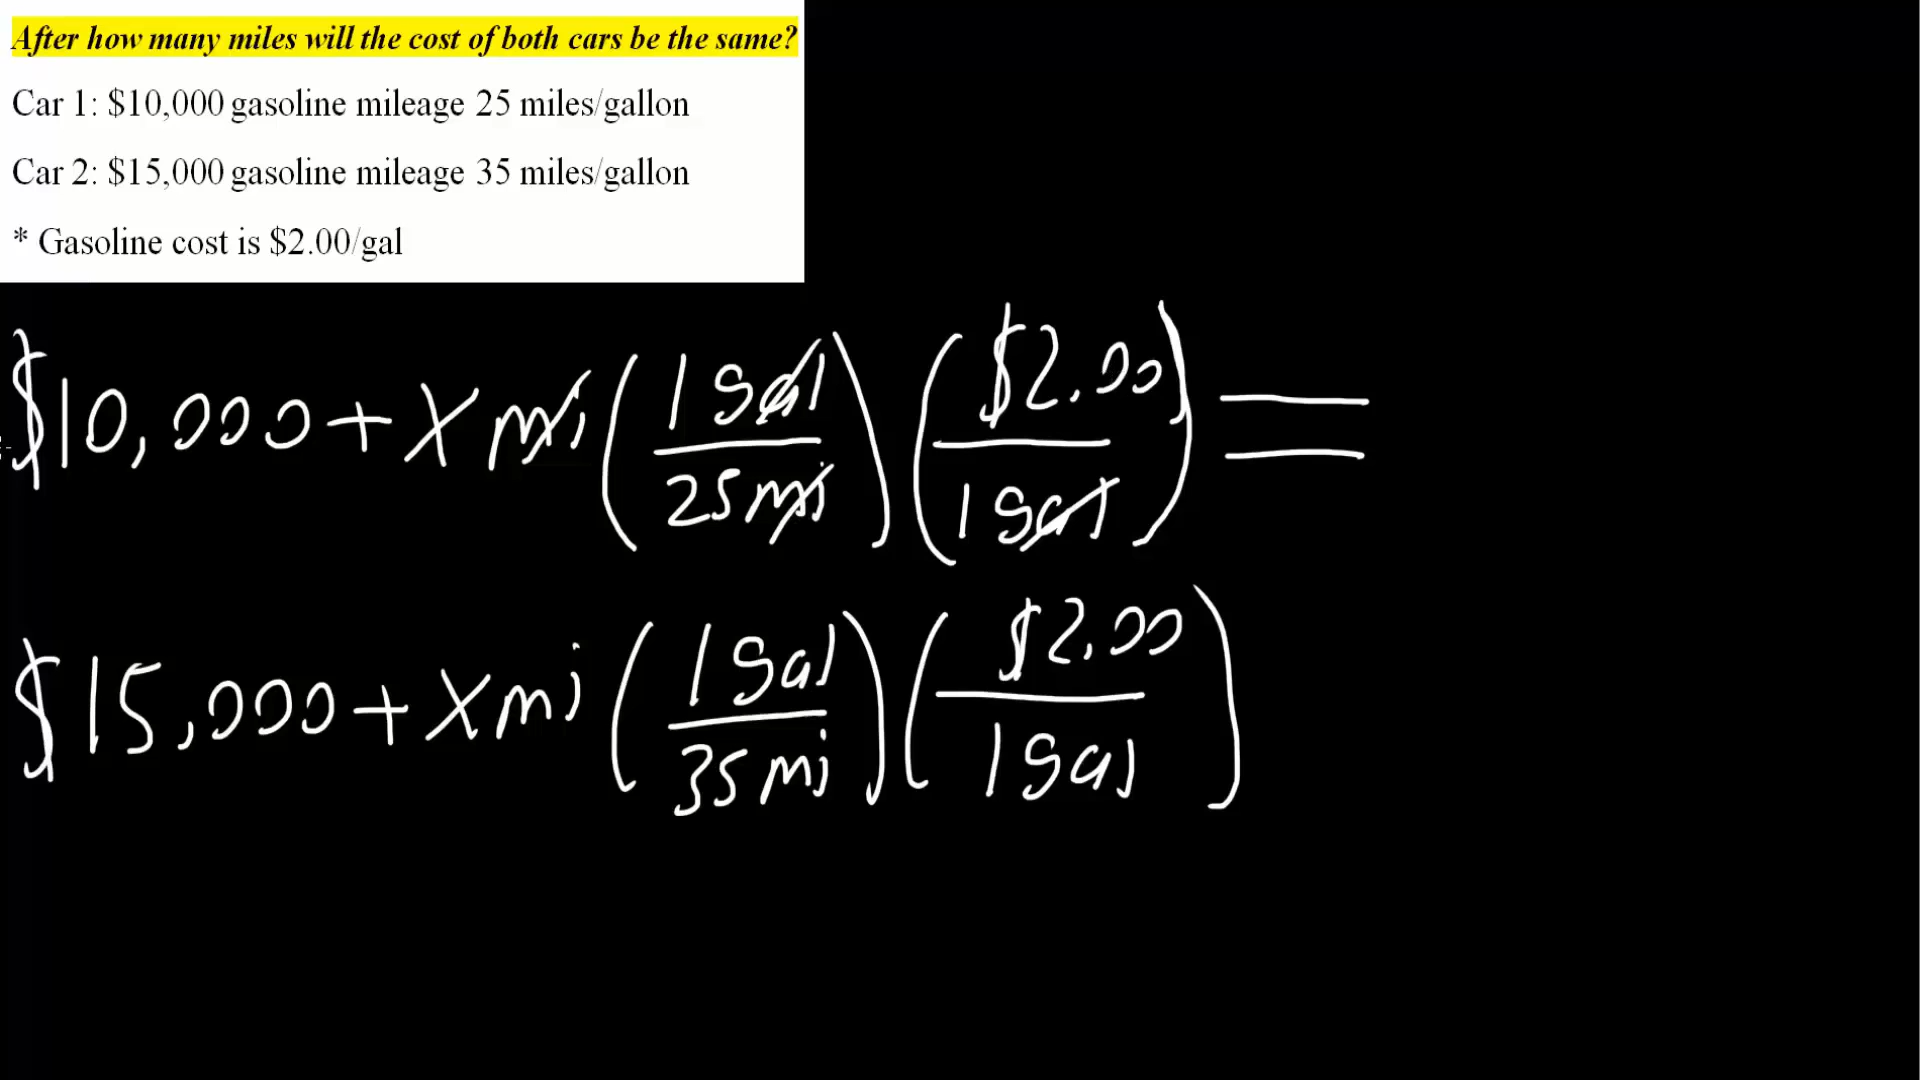 After how many miles will the cost of both cars be the same?
Car 1: $10,000 gasoline mileage 25 miles/gallon
Car 2: $15,000 gasoline mileage 35 miles/gallon
* Gasoline cost is $2.00/gal
$10,000 + X mi (1 gal / 25 mi) ($2.00 / 1 gal) =
$15,000 + X mi (1 gal / 35 mi) ($2.00 / 1 gal)